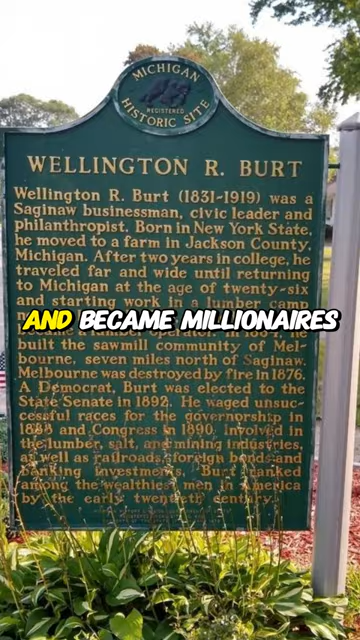 MICHIGAN
REGISTERED
HISTORIC SITE
WELLINGTON R. BURT
Wellington R. Burt (1831-1919) was a
Saginaw businessman, civic leader and
philanthropist. Born in New York State,
he moved to a farm in Jackson County,
Michigan. After two years in college, he
traveled far and wide until returning
to Michigan at the age of twenty-six
and starting work in a lumber camp
AND BECAME MILLIONAIRES
became a lumber operator. In 1864, he
built the sawmill community of Mel-
bourne, seven miles north of Saginaw.
Melbourne was destroyed by fire in 1876.
A Democrat, Burt was elected to the
State Senate in 1892. He waged unsuc-
cessful races for the governorship in
1888 and Congress in 1890. Involved in
the lumber, salt, and mining industries,
as well as railroads, foreign bonds and
banking investments, Burt ranked
among the wealthiest men in America
by the early twentieth century.